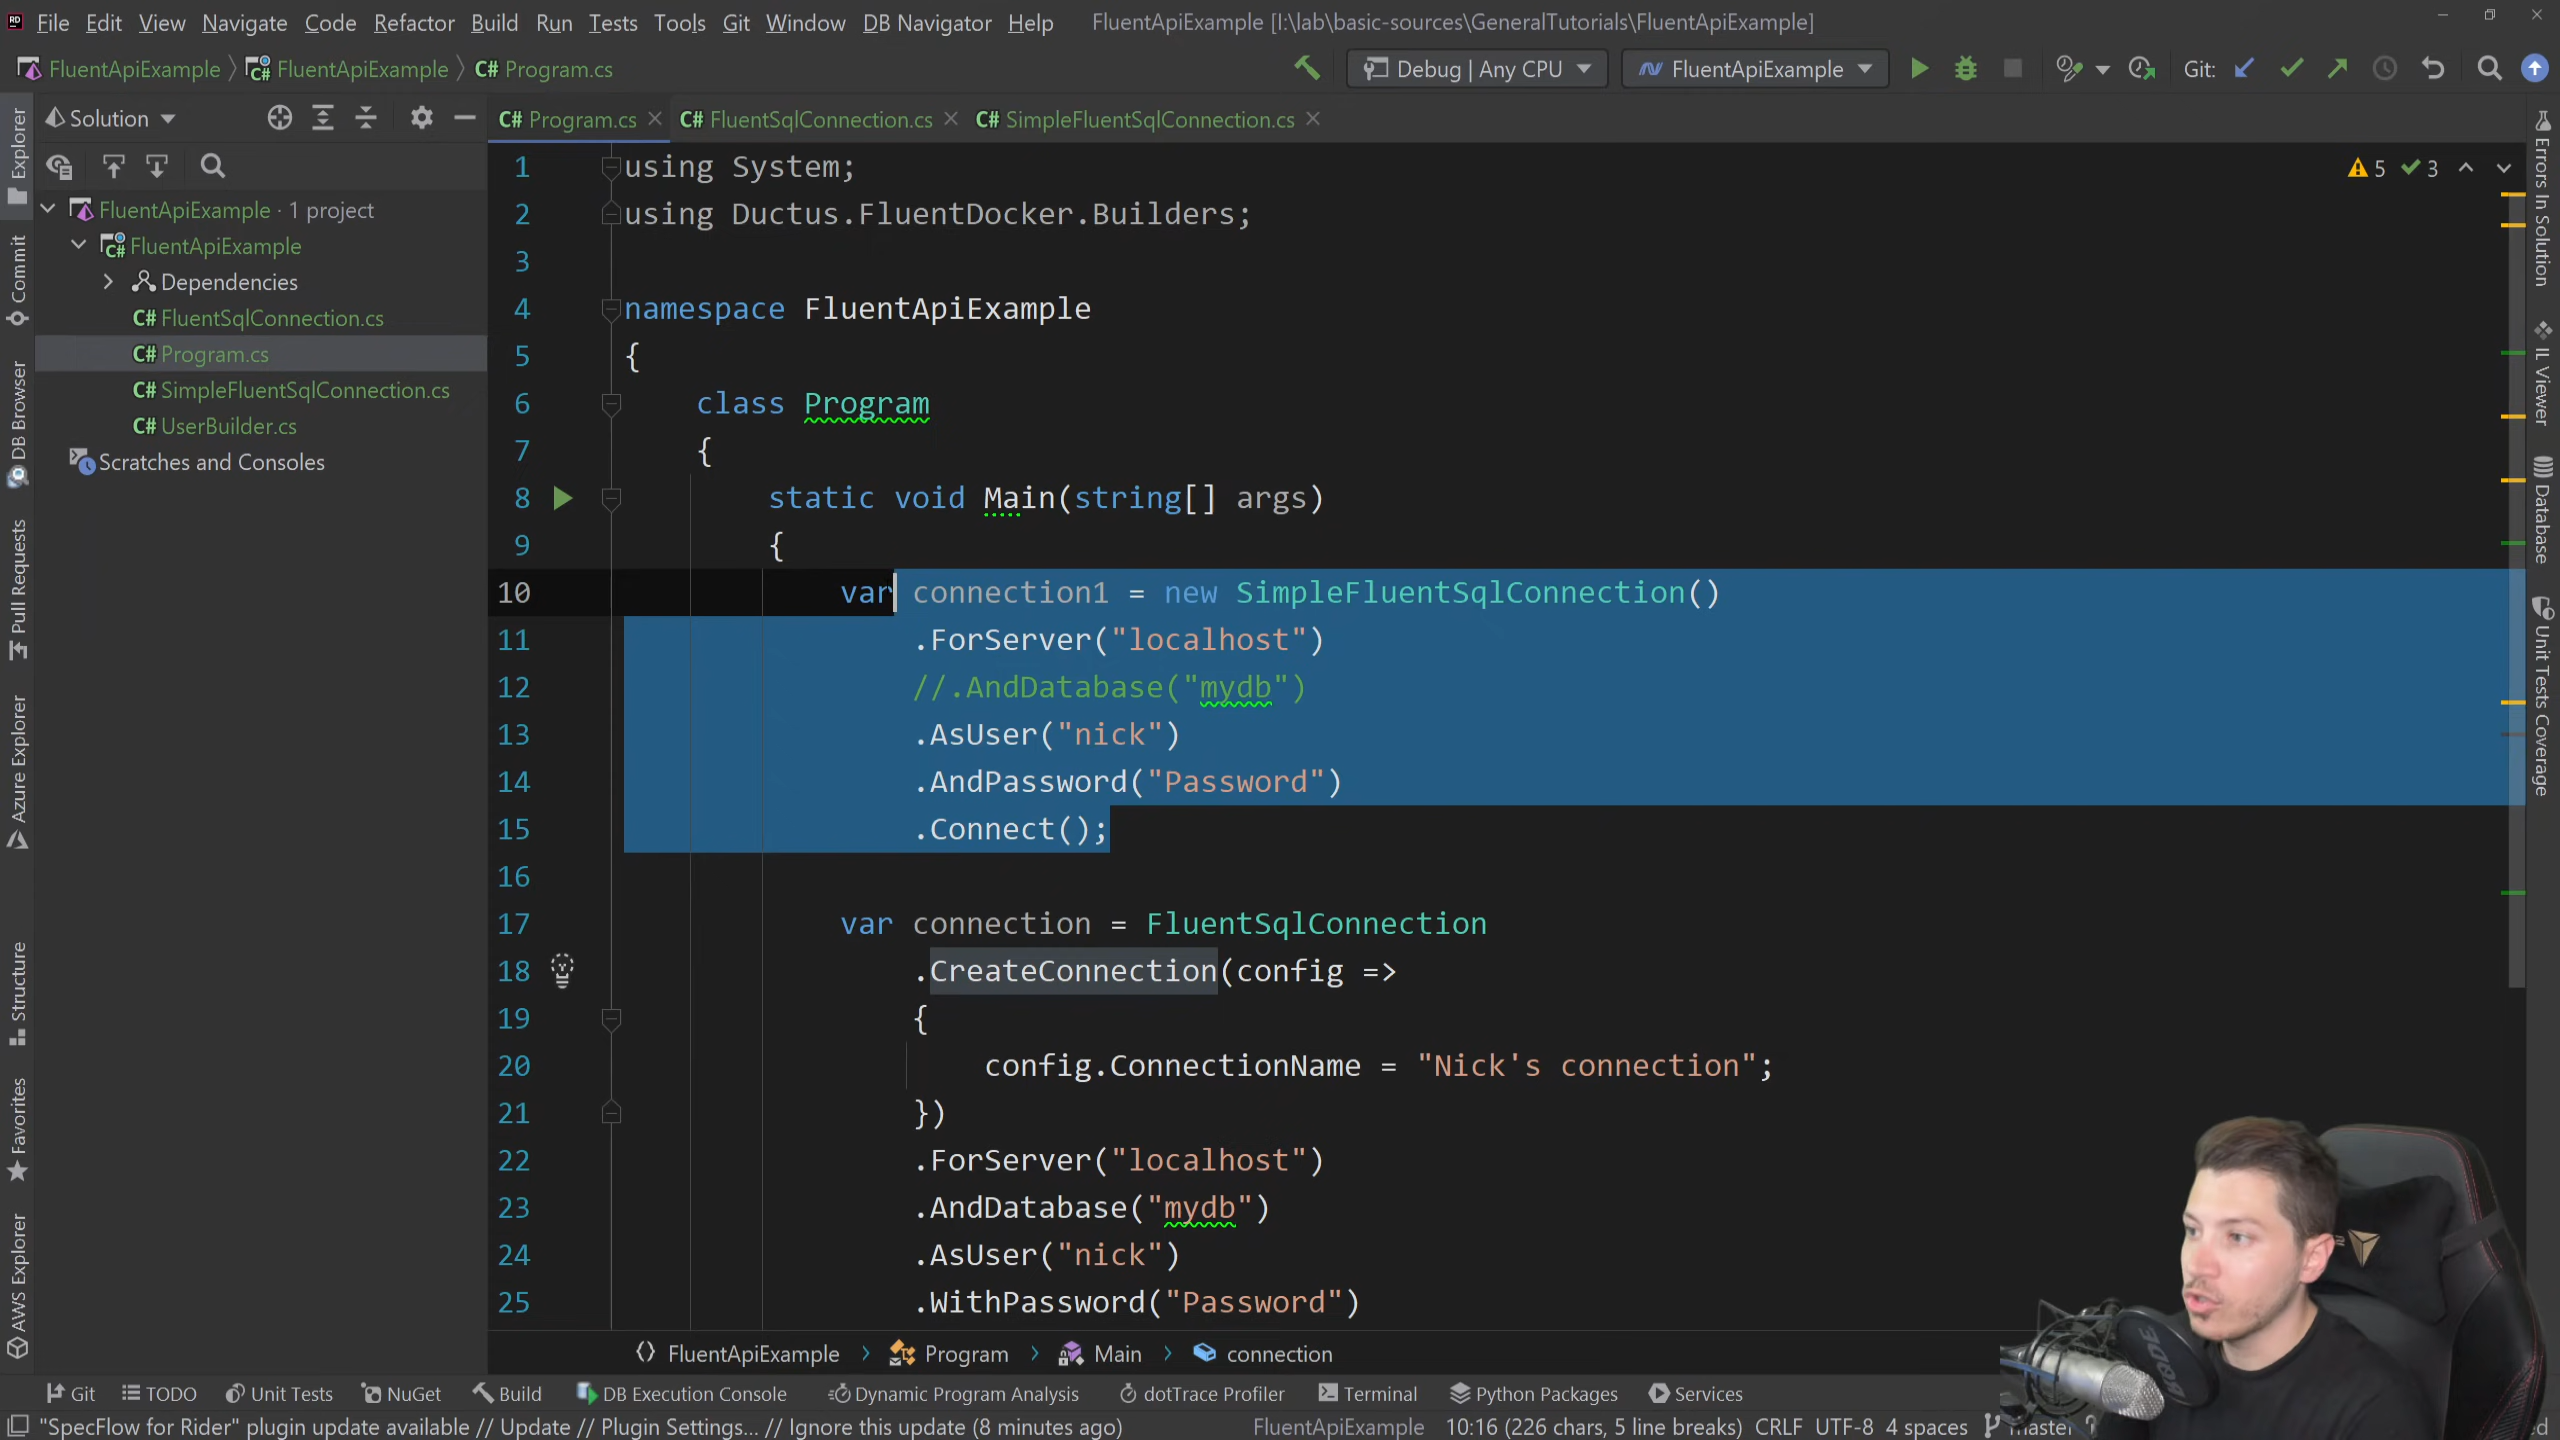 File Edit View Navigate Code Refactor Build Run Tests Tools Git Window DB Navigator Help FluentApiExample [I:\lab\basic-sources\GeneralTutorials\FluentApiExample]
FluentApiExample FluentApiExample C# Program.cs Debug | Any CPU FluentApiExample Git:
Solution
C# Program.cs C# FluentSqlConnection.cs C# SimpleFluentSqlConnection.cs
FluentApiExample · 1 project
FluentApiExample
Dependencies
C# FluentSqlConnection.cs
C# Program.cs
C# SimpleFluentSqlConnection.cs
C# UserBuilder.cs
Scratches and Consoles
Explorer
Commit
DB Browser
Pull Requests
Azure Explorer
Structure
Favorites
AWS Explorer
5 3
1 using System;
2 using Ductus.FluentDocker.Builders;
3
4 namespace FluentApiExample
5 {
6 class Program
7 {
8 static void Main(string[] args)
9 {
10 var connection1 = new SimpleFluentSqlConnection()
11 .ForServer("localhost")
12 //.AndDatabase("mydb")
13 .AsUser("nick")
14 .AndPassword("Password")
15 .Connect();
16
17 var connection = FluentSqlConnection
18 .CreateConnection(config =>
19 {
20 config.ConnectionName = "Nick's connection";
21 })
22 .ForServer("localhost")
23 .AndDatabase("mydb")
24 .AsUser("nick")
25 .WithPassword("Password")
Errors In Solution
IL Viewer
Database
Unit Tests Coverage
RODE
{} FluentApiExample Program Main connection
Git TODO Unit Tests NuGet Build DB Execution Console Dynamic Program Analysis dotTrace Profiler Terminal Python Packages Services
"SpecFlow for Rider" plugin update available // Update // Plugin Settings... // Ignore this update (8 minutes ago) FluentApiExample 10:16 (226 chars, 5 line breaks) CRLF UTF-8 4 spaces master